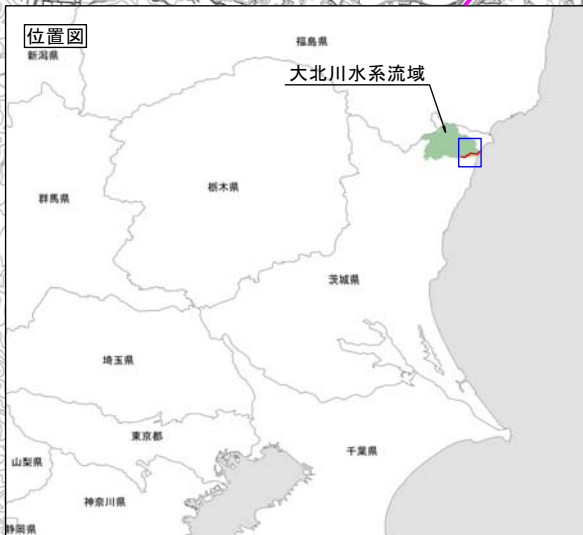 位置図
新潟県
福島県
大北川水系流域
群馬県
栃木県
茨城県
埼玉県
東京都
山梨県
千葉県
神奈川県
静岡県